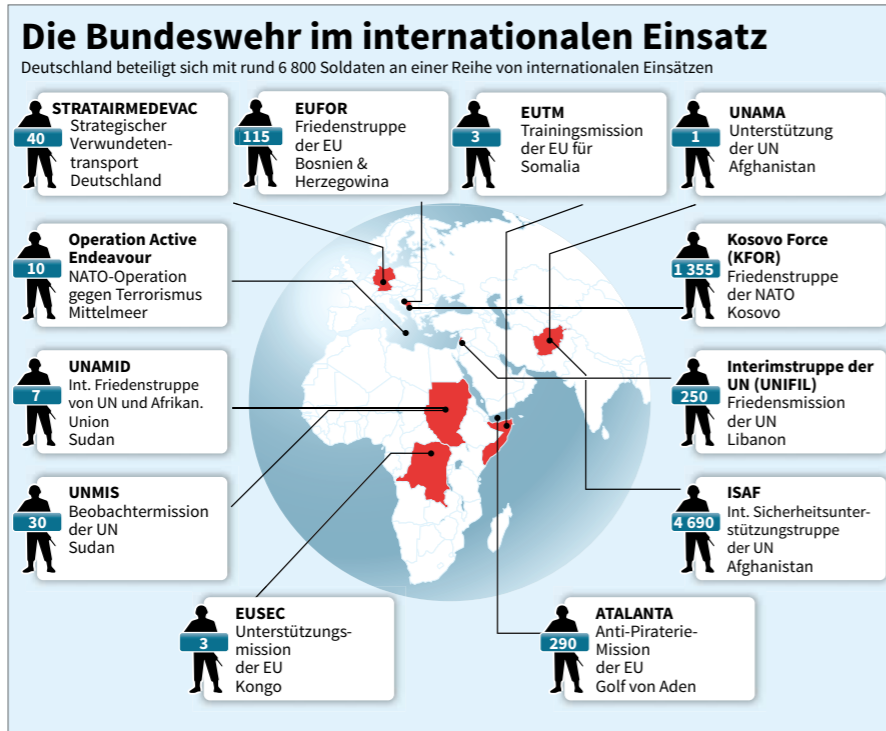 Die Bundeswehr im internationalen Einsatz
Deutschland beteiligt sich mit rund 6 800 Soldaten an einer Reihe von internationalen Einsätzen
STRATAIRMEDEVAC
40
Strategischer
Verwundeten-
transport
Deutschland
EUFOR
115
Friedenstruppe
der EU
Bosnien &
Herzegowina
EUTM
3
Trainingsmission
der EU für
Somalia
UNAMA
1
Unterstützung
der UN
Afghanistan
Operation Active
Endeavour
10
NATO-Operation
gegen Terrorismus
Mittelmeer
Kosovo Force
(KFOR)
1 355
Friedenstruppe
der NATO
Kosovo
UNAMID
7
Int. Friedenstruppe
von UN und Afrikan.
Union
Sudan
Interimstruppe der
UN (UNIFIL)
250
Friedensmission
der UN
Libanon
UNMIS
30
Beobachtermission
der UN
Sudan
ISAF
4 690
Int. Sicherheitsunter-
stützungstruppe
der UN
Afghanistan
EUSEC
3
Unterstützungs-
mission
der EU
Kongo
ATALANTA
290
Anti-Piraterie-
Mission
der EU
Golf von Aden